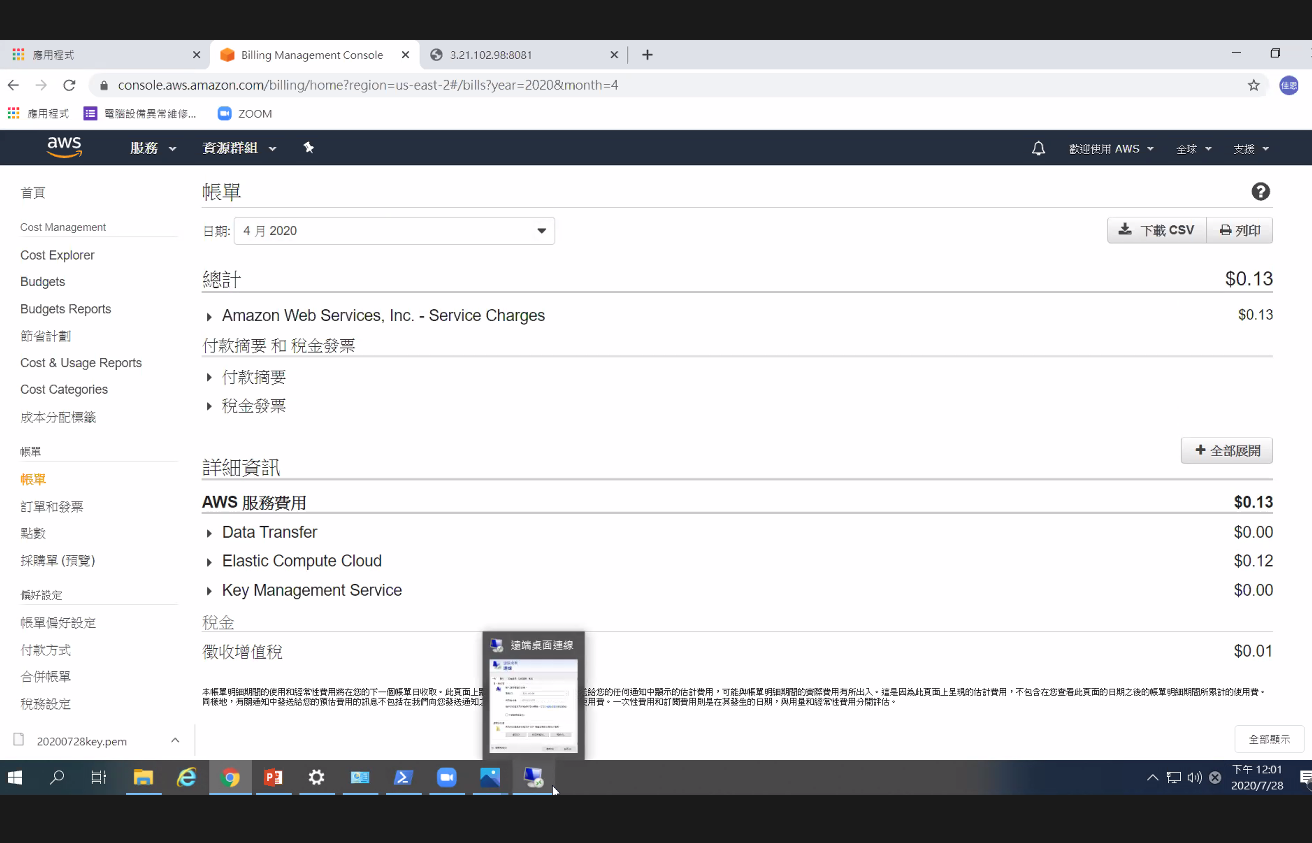 應用程式
Billing Management Console
3.21.102.98:8081
console.aws.amazon.com/billing/home?region=us-east-2#/bills?year=2020&month=4
佳恩
應用程式
電腦設備異常維修...
ZOOM
aws
服務
資源群組
歡迎使用 AWS
全球
支援
首頁
Cost Management
Cost Explorer
Budgets
Budgets Reports
節省計劃
Cost & Usage Reports
Cost Categories
成本分配標籤
帳單
帳單
訂單和發票
點數
採購單 (預覽)
偏好設定
帳單偏好設定
付款方式
合併帳單
稅務設定
帳單
日期:
4 月 2020
下載 CSV
列印
總計
$0.13
Amazon Web Services, Inc. - Service Charges
$0.13
付款摘要 和 稅金發票
付款摘要
稅金發票
全部展開
詳細資訊
AWS 服務費用
$0.13
Data Transfer
$0.00
Elastic Compute Cloud
$0.12
Key Management Service
$0.00
稅金
徵收增值稅
$0.01
本帳單明細期間的使用和經常性費用將在您的下一個帳單日收取。此頁面上
給您的任何通知中顯示的估計費用，可能與帳單明細期間的實際費用有所出入。這是因為此頁面上呈現的估計費用，不包含在您查看此頁面的日期之後的帳單明細期間所累計的使用費。
同樣地，有關通知中發送給您的預估費用的訊息不包括在我們向您發送通知之
使用費。一次性費用和訂閱費用則是在其發生的日期，與用量和經常性費用分開評估。
遠端桌面連線
20200728key.pem
全部顯示
下午 12:01
2020/7/28